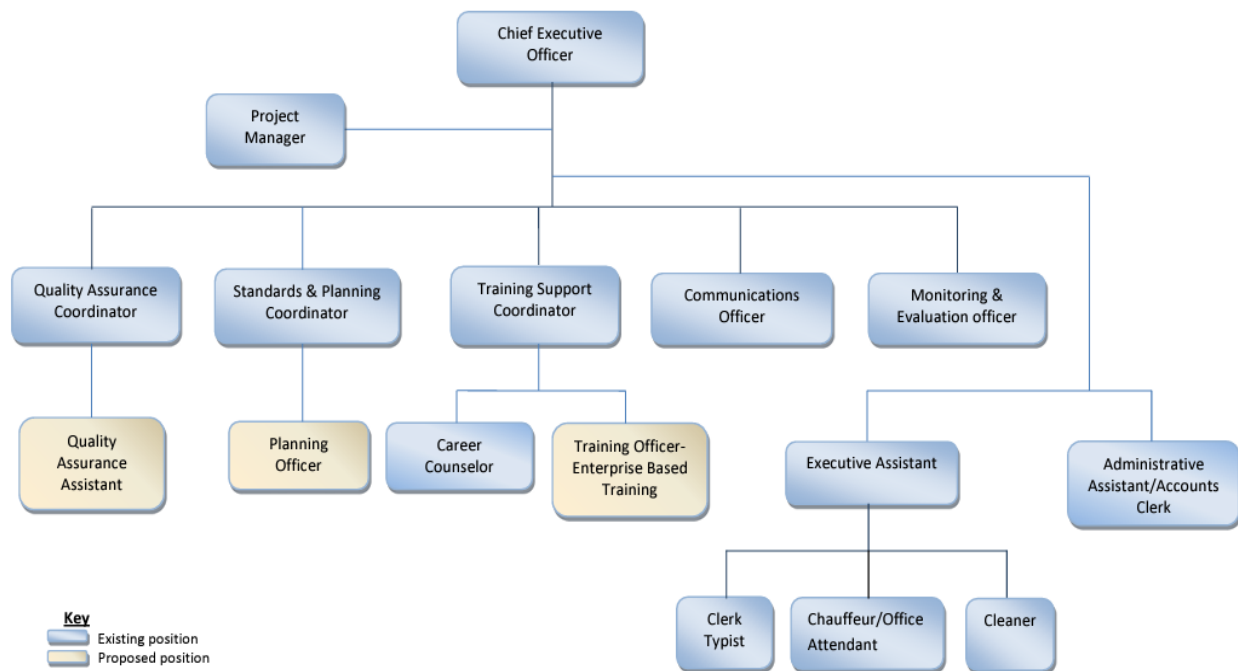 Chief Executive
Officer
Project
Manager
Quality Assurance
Coordinator
Standards & Planning
Coordinator
Training Support
Coordinator
Communications
Officer
Monitoring &
Evaluation officer
Quality
Assurance
Assistant
Planning
Officer
Career
Counselor
Training Officer-
Enterprise Based
Training
Executive Assistant
Administrative
Assistant/Accounts
Clerk
Clerk
Typist
Chauffeur/Office
Attendant
Cleaner
Key
Existing position
Proposed position